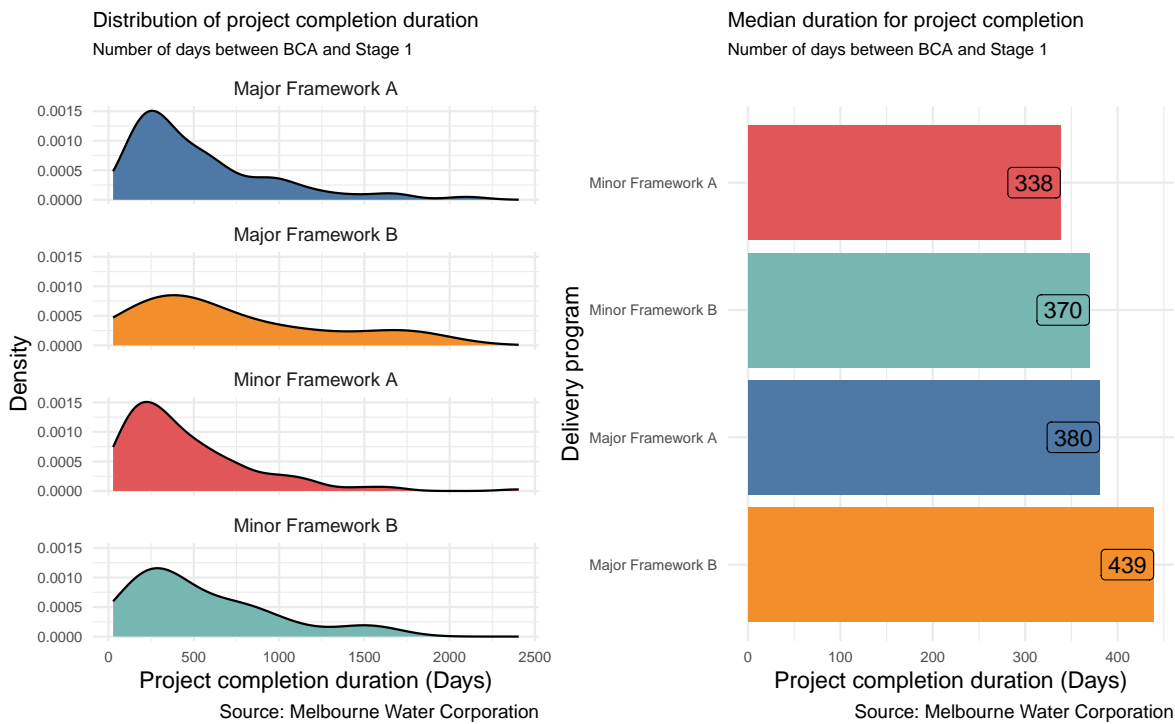 Distribution of project completion duration
Number of days between BCA and Stage 1
Major Framework A
0.0015
0.0010
0.0005
0.0000
Major Framework B
0.0015
0.0010
0.0005
0.0000
Minor Framework A
0.0015
0.0010
0.0005
0.0000
Minor Framework B
0.0015
0.0010
0.0005
0.0000
Density
0 500 1000 1500 2000 2500
Project completion duration (Days)
Source: Melbourne Water Corporation
Median duration for project completion
Number of days between BCA and Stage 1
Delivery program
Minor Framework A 338
Minor Framework B 370
Major Framework A 380
Major Framework B 439
0 100 200 300 400
Project completion duration (Days)
Source: Melbourne Water Corporation